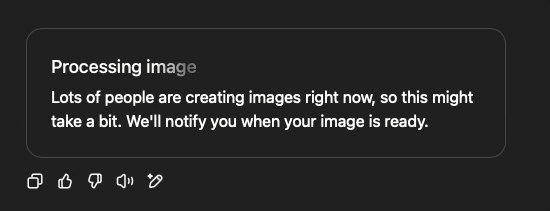 Processing image
Lots of people are creating images right now, so this might
take a bit. We'll notify you when your image is ready.